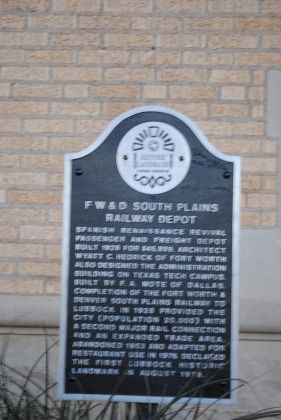 HISTORIC
LANDMARK
FW&D SOUTH PLAINS
RAILWAY DEPOT
SPANISH RENAISSANCE REVIVAL
PASSENGER AND FREIGHT DEPOT
BUILT 1928 FOR ARCHITECT
WYATT C. HEDRICK OF FORT WORTH
ALSO DESIGNED THE ADMINISTRATION
BUILDING ON TEXAS TECH CAMPUS.
BUILT BY F. A. MOTE OF DALLAS.
COMPLETION OF THE FORT WORTH &
DENVER SOUTH PLAINS RAILWAY TO
LUBBOCK IN 1928 PROVIDED THE
CITY (POPULATION 20,000) WITH
A SECOND MAJOR RAIL CONNECTION
AND AN EXPANDED TRADE AREA.
ABANDONED 1953 AND ADAPTED FOR
RESTAURANT USE IN 1976. DECLARED
THE FIRST LUBBOCK HISTORIC
LANDMARK IN AUGUST 1979.